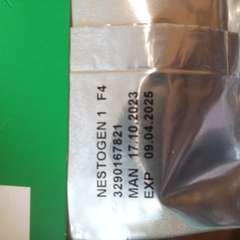 NESTOGEN 1 F4
3290167821
MAN 17.10.2023
EXP 09.04.2025